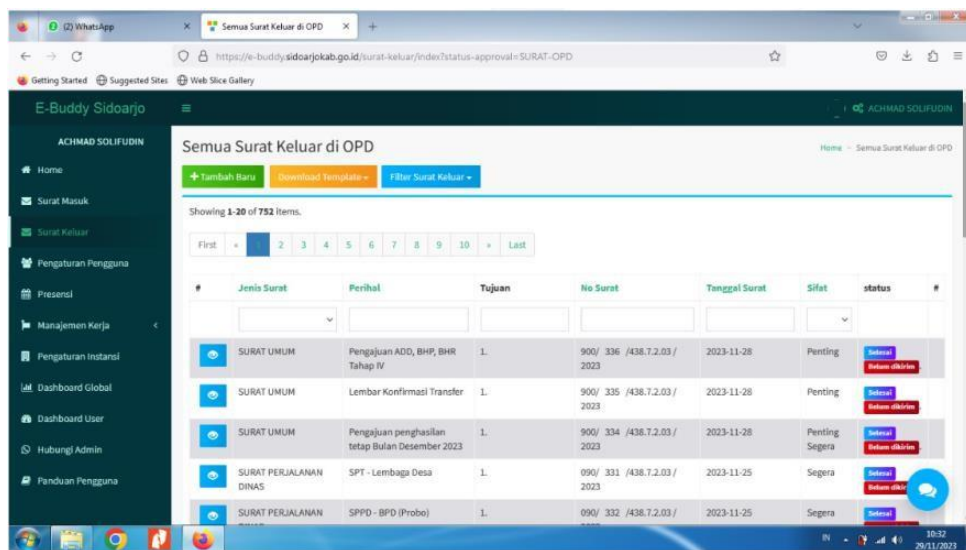 (2) WhatsApp
Semua Surat Keluar di OPD
https://e-buddy.sidoarjokab.go.id/surat-keluar/index?status-approval=SURAT-OPD
Getting Started Suggested Sites Web Slice Gallery
E-Buddy Sidoarjo
ACHMAD SOLIFUDIN
ACHMAD SOLIFUDIN
Home
Surat Masuk
Surat Keluar
Pengaturan Pengguna
Presensi
Manajemen Kerja
Pengaturan Instansi
Dashboard Global
Dashboard User
Hubungi Admin
Panduan Pengguna
Semua Surat Keluar di OPD
Home - Semua Surat Keluar di OPD
+ Tambah Baru Download Template Filter Surat Keluar
Showing 1-20 of 752 items.
First « 1 2 3 4 5 6 7 8 9 10 » Last
# Jenis Surat Perihal Tujuan No Surat Tanggal Surat Sifat status #
SURAT UMUM Pengajuan ADD, BHP, BHR 1. 900/ 336 /438.7.2.03 / 2023-11-28 Penting Selesai
Tahap IV 2023 Belum dikirim
SURAT UMUM Lembar Konfirmasi Transfer 1. 900/ 335 /438.7.2.03 / 2023-11-28 Penting Selesai
2023 Belum dikirim
SURAT UMUM Pengajuan penghasilan 1. 900/ 334 /438.7.2.03 / 2023-11-28 Penting Selesai
tetap Bulan Desember 2023 2023 Segera Belum dikirim
SURAT PERJALANAN SPT - Lembaga Desa 1. 090/ 331 /438.7.2.03 / 2023-11-25 Segera Selesai
DINAS 2023 Belum dikir
SURAT PERJALANAN SPPD - BPD (Probo) 1. 090/ 332 /438.7.2.03 / 2023-11-25 Segera Selesai
IN 10:32
29/11/2023